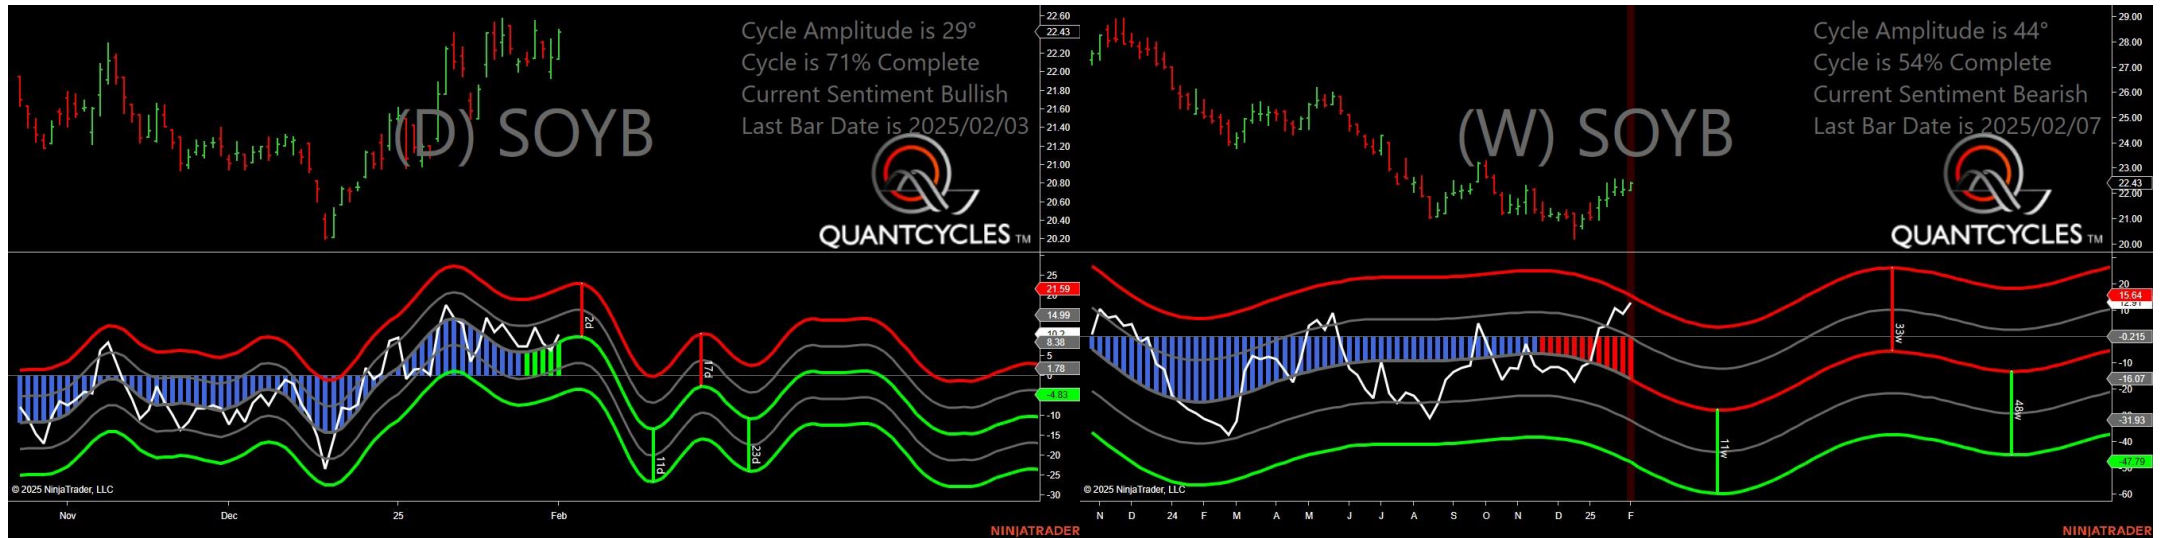 Cycle Amplitude is 29°
Cycle is 71% Complete
Current Sentiment Bullish
Last Bar Date is 2025/02/03
(D) SOYB
QUANTCYCLES TM
22.60
22.43
22.20
22.00
21.80
21.60
21.40
21.20
21.00
20.80
20.60
20.40
20.20
25
21.59
20
14.99
10.2
8.38
5
1.78
-4.83
-10
-15
-20
-25
-30
2d
11d
17d
23d
© 2025 NinjaTrader, LLC
Nov
Dec
25
Feb
NINJATRADER
Cycle Amplitude is 44°
Cycle is 54% Complete
Current Sentiment Bearish
Last Bar Date is 2025/02/07
(W) SOYB
QUANTCYCLES TM
29.00
28.00
27.00
26.00
25.00
24.00
23.00
22.43
22.00
21.00
20.00
20
15.64
12.91
10
-0.215
-10
-16.07
-20
-31.93
-40
-47.79
-60
11w
33w
48w
© 2025 NinjaTrader, LLC
N D 24 F M A M J J A S O N D 25 F
NINJATRADER